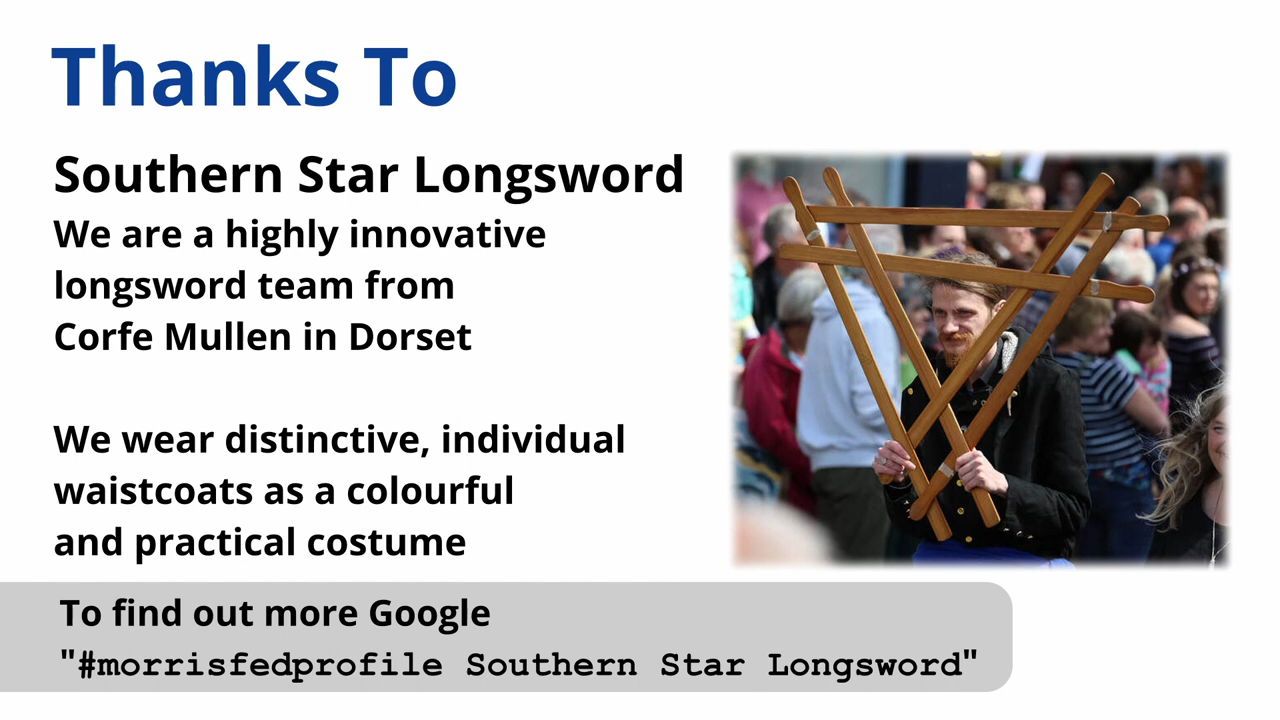 Thanks To
Southern Star Longsword
We are a highly innovative
longsword team from
Corfe Mullen in Dorset
We wear distinctive, individual
waistcoats as a colourful
and practical costume
To find out more Google
"#morrisfedprofile Southern Star Longsword"